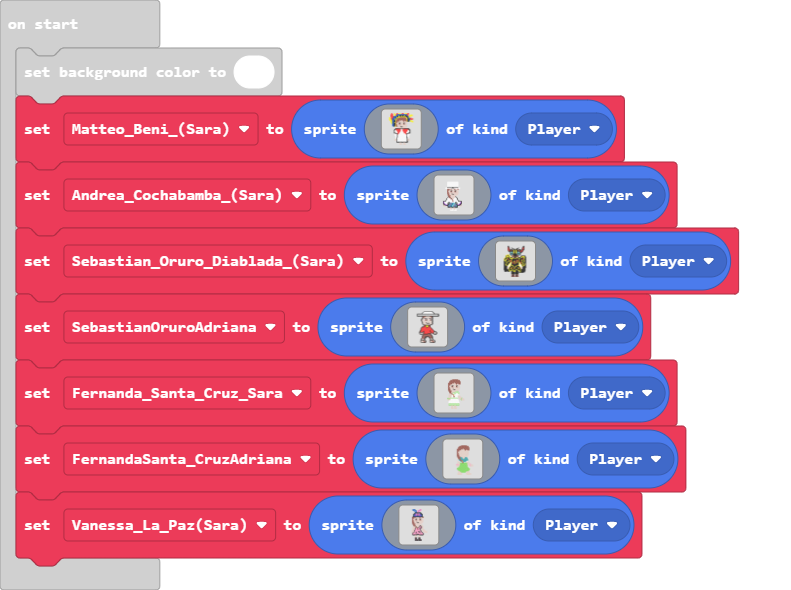 on start
set background color to
set Matteo_Beni_(Sara) to sprite of kind Player
set Andrea_Cochabamba_(Sara) to sprite of kind Player
set Sebastian_Oruro_Diablada_(Sara) to sprite of kind Player
set SebastianOruroAdriana to sprite of kind Player
set Fernanda_Santa_Cruz_Sara to sprite of kind Player
set FernandaSanta_CruzAdriana to sprite of kind Player
set Vanessa_La_Paz(Sara) to sprite of kind Player